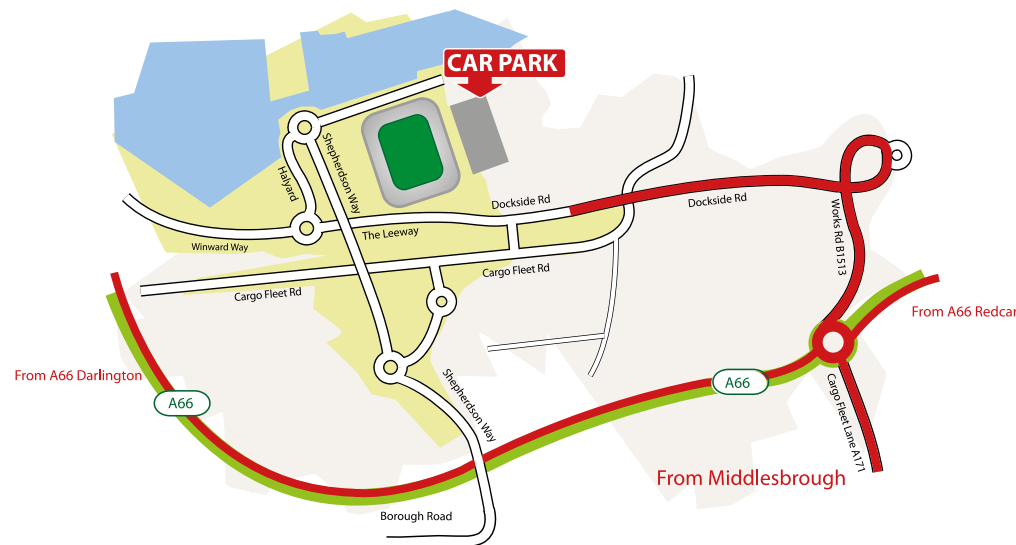 CAR PARK
Shepherdson Way
Halyard
Dockside Rd
Dockside Rd
The Leeway
Winward Way
Works Rd B1513
Cargo Fleet Rd
Cargo Fleet Rd
From A66 Redcar
From A66 Darlington
A66
A66
Shepherdson Way
Cargo Fleet Lane A171
From Middlesbrough
Borough Road